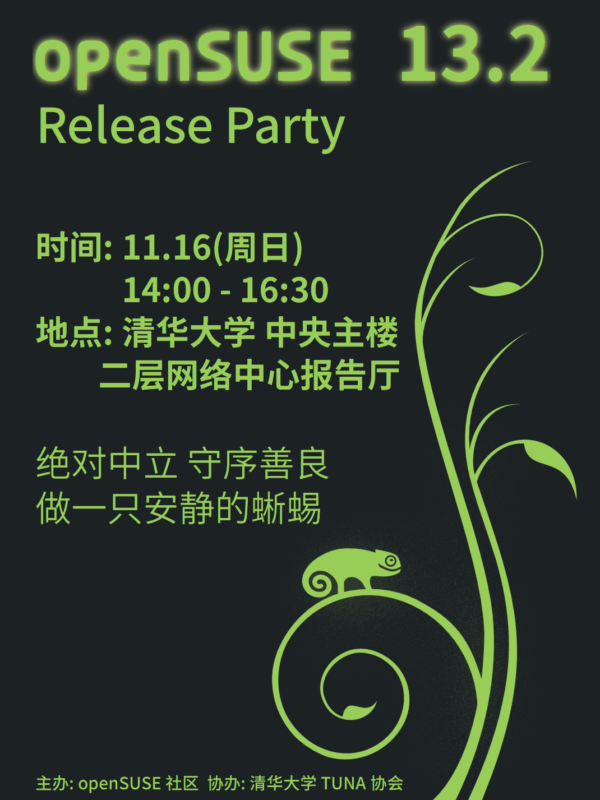 openSUSE 13.2
Release Party
时间: 11.16(周日)
14:00 - 16:30
地点: 清华大学 中央主楼
二层网络中心报告厅
绝对中立 守序善良
做一只安静的蜥蜴
主办: openSUSE 社区 协办: 清华大学 TUNA 协会